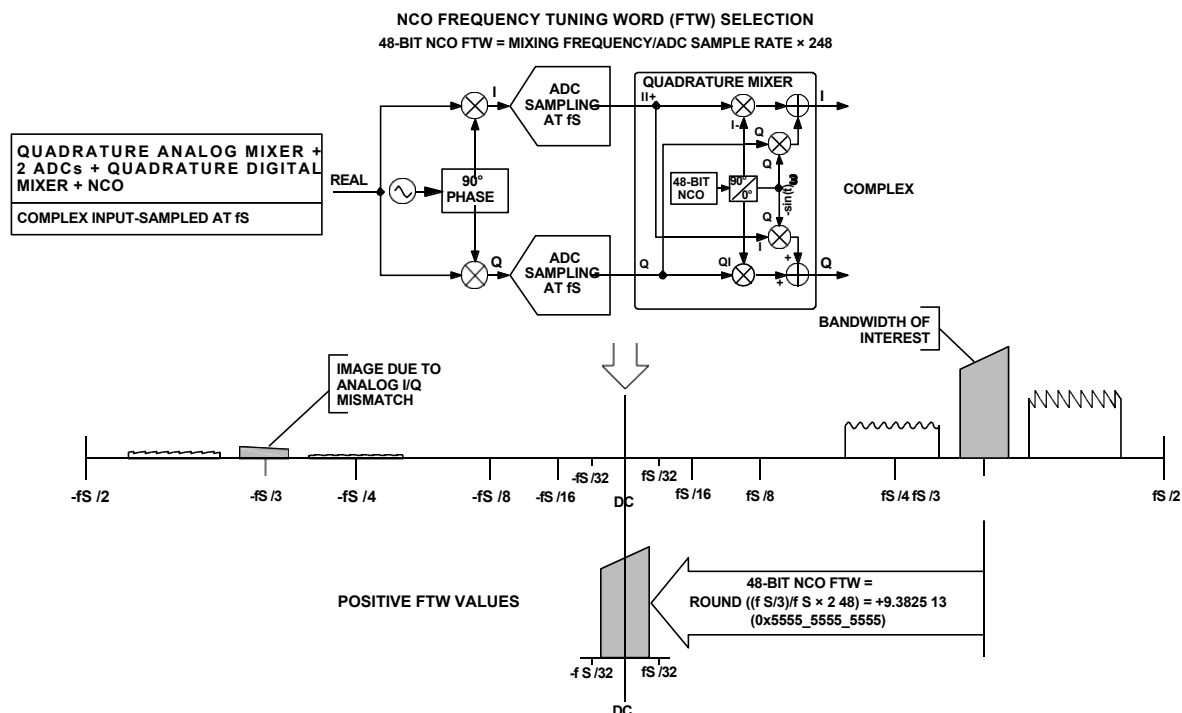 NCO FREQUENCY TUNING WORD (FTW) SELECTION
48-BIT NCO FTW = MIXING FREQUENCY/ADC SAMPLE RATE × 248
QUADRATURE ANALOG MIXER +
2 ADCs + QUADRATURE DIGITAL
MIXER + NCO
COMPLEX INPUT-SAMPLED AT fS
REAL
90°
PHASE
I
Q
ADC
SAMPLING
AT fS
ADC
SAMPLING
AT fS
QUADRATURE MIXER
II+
I-
Q
Q
48-BIT
NCO
90°
0°
-sin(t)
Q
I
Q
QI
+
+
I
COMPLEX
Q
BANDWIDTH OF
INTEREST
IMAGE DUE TO
ANALOG I/Q
MISMATCH
-fS /2
-fS /3
-fS /4
-fS /8
-fS /16
-fS /32
DC
fS /32
fS /16
fS /8
fS /4 fS /3
fS /2
POSITIVE FTW VALUES
48-BIT NCO FTW =
ROUND ((f S/3)/f S × 2 48) = +9.3825 13
(0x5555_5555_5555)
-f S /32
fS /32
DC